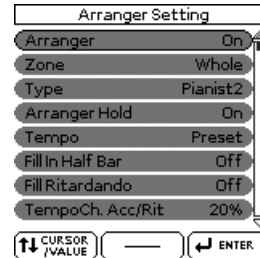 Arranger Setting
Arranger On
Zone Whole
Type Pianist2
Arranger Hold On
Tempo Preset
Fill In Half Bar Off
Fill Ritardando Off
TempoCh. Acc/Rit 20%
CURSOR /VALUE ENTER